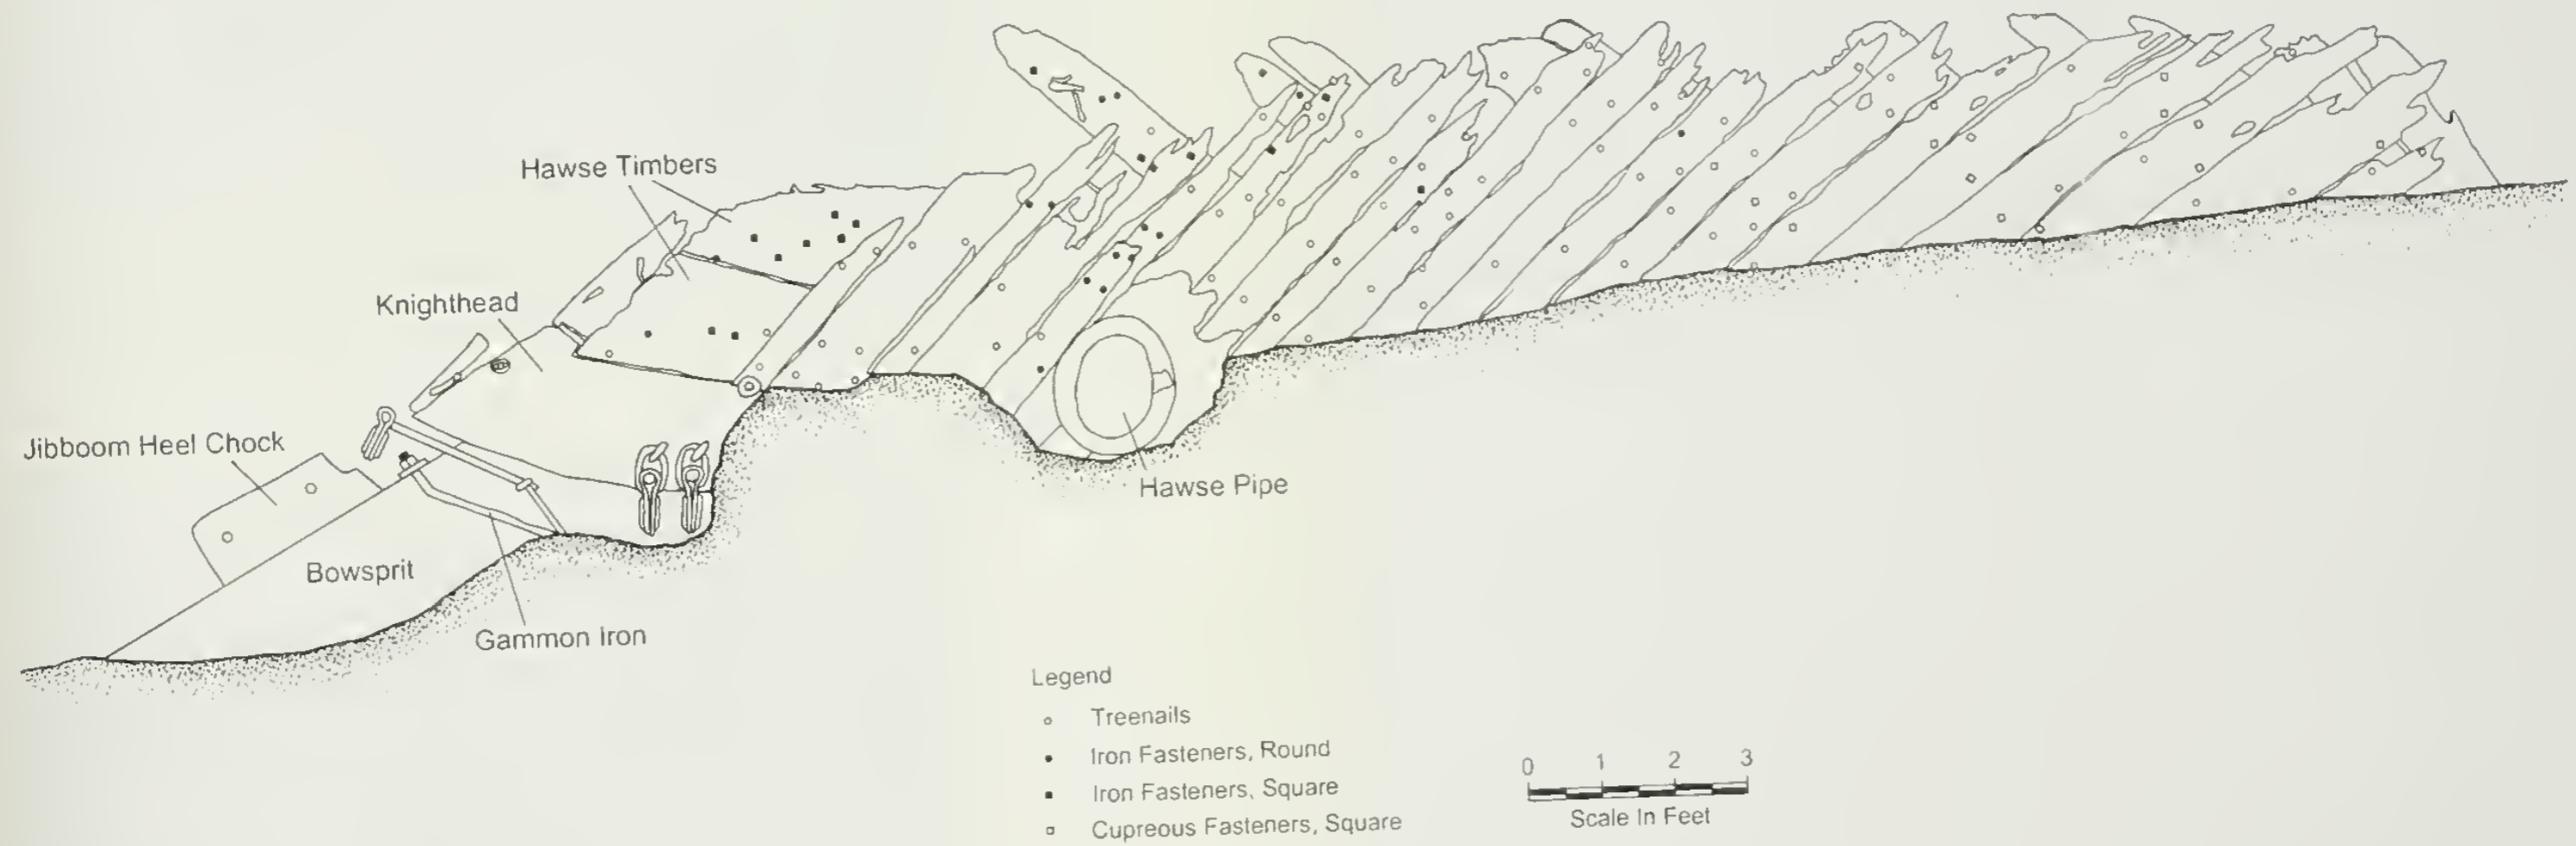 Hawse Timbers
Knighthead
Jibboom Heel Chock
Hawse Pipe
Bowsprit
Gammon Iron
Legend
Treenails
Iron Fasteners, Round
Iron Fasteners, Square
Cupreous Fasteners, Square
0 1 2 3
Scale In Feet